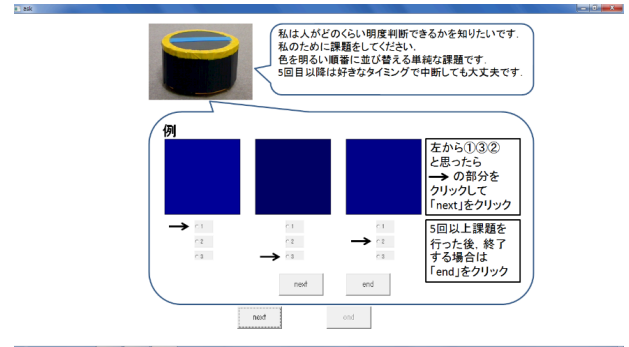 ask
私は人がどのくらい明度判断できるかを知りたいです.
私のために課題をしてください.
色を明るい順番に並び替える単純な課題です.
5回目以降は好きなタイミングで中断しても大丈夫です.
例
左から①③②
と思ったら
→ の部分を
クリックして
「next」をクリック
1
1
1
2
2
2
3
3
3
5回以上課題を
行った後, 終了
する場合は
「end」をクリック
next end
next end